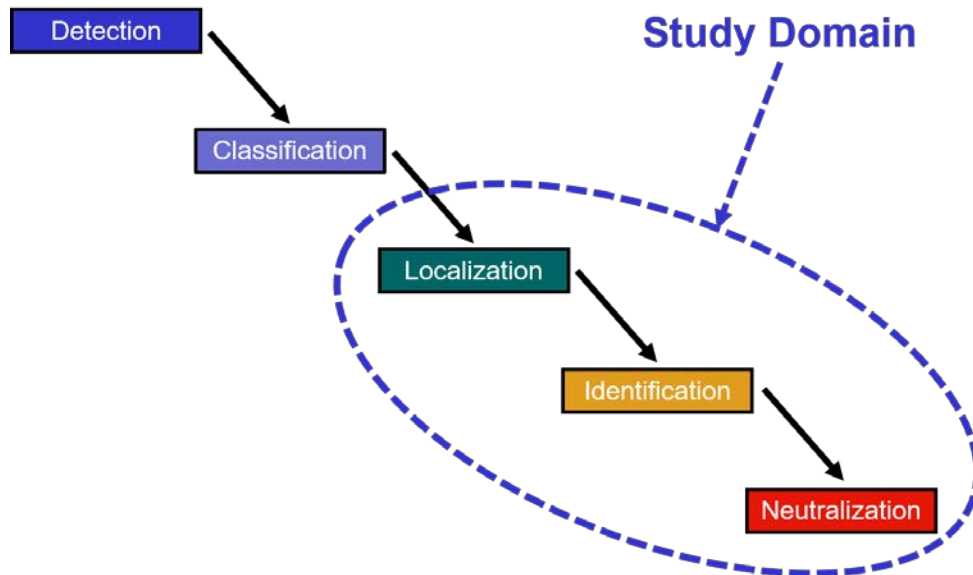 Detection
Study Domain
Classification
Localization
Identification
Neutralization